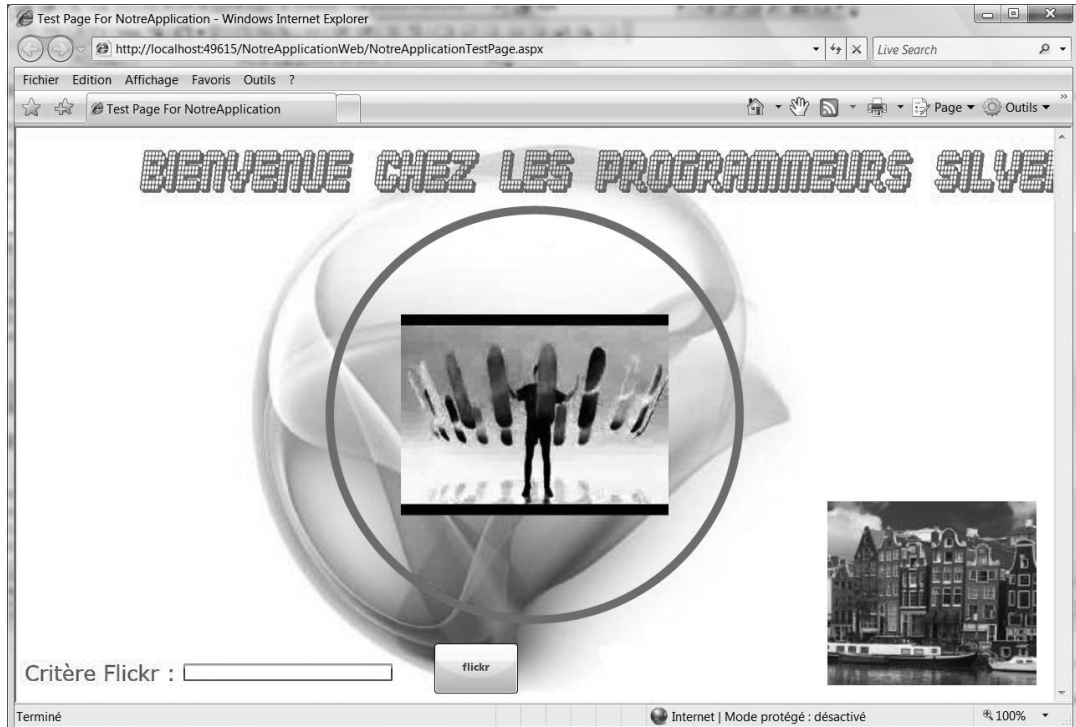 Test Page For NotreApplication - Windows Internet Explorer
http://localhost:49615/NotreApplicationWeb/NotreApplicationTestPage.aspx
Live Search
Fichier Edition Affichage Favoris Outils ?
Test Page For NotreApplication
Page Outils
BIENVENUE CHEZ LES PROGRAMMEURS SILVE
Critère Flickr :
flickr
Terminé
Internet | Mode protégé : désactivé
100%